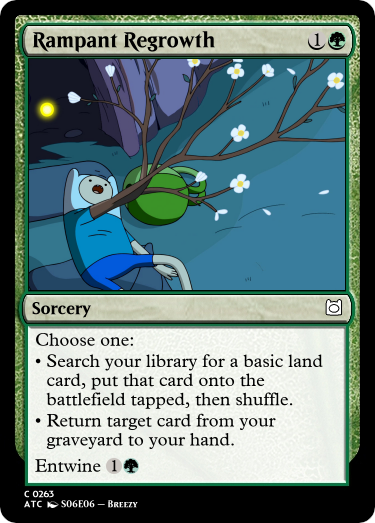 Rampant Regrowth 1
Sorcery
Choose one:
• Search your library for a basic land
card, put that card onto the
battlefield tapped, then shuffle.
• Return target card from your
graveyard to your hand.
Entwine 1
C 0263
ATC S06E06 — Breezy